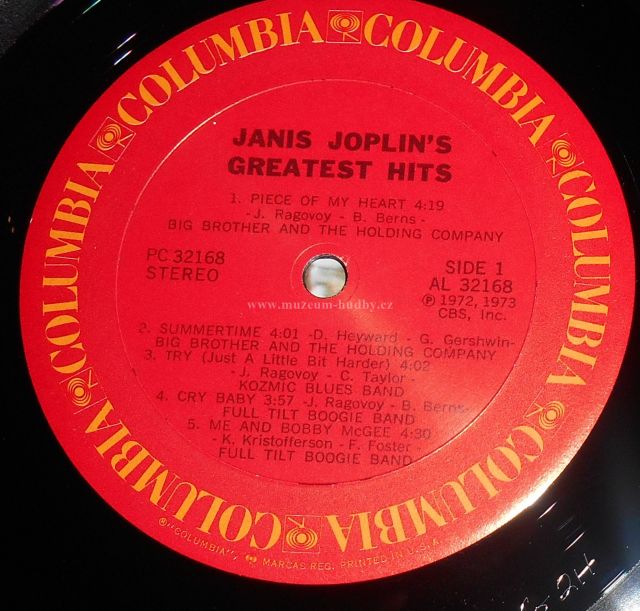 COLUMBIA COLUMBIA COLUMBIA COLUMBIA COLUMBIA COLUMBIA COLUMBIA COLUMBIA
JANIS JOPLIN'S
GREATEST HITS
1. PIECE OF MY HEART 4:19
- J. Ragovoy - B. Berns -
BIG BROTHER AND THE HOLDING COMPANY
PC 32168
STEREO
SIDE 1
AL 32168
Ⓟ 1972, 1973
CBS, Inc.
www.muzeum-hudby.cz
2. SUMMERTIME 4:01 -D. Heyward - G. Gershwin-
BIG BROTHER AND THE HOLDING COMPANY
3. TRY (Just A Little Bit Harder) 4:02
- J. Ragovoy - C. Taylor -
KOZMIC BLUES BAND
4. CRY BABY 3:57 -J. Ragovoy - B. Berns-
FULL TILT BOOGIE BAND
5. ME AND BOBBY McGEE 4:30
- K. Kristofferson - F. Foster -
FULL TILT BOOGIE BAND
®"COLUMBIA", MARCAS REG. PRINTED IN U.S.A.